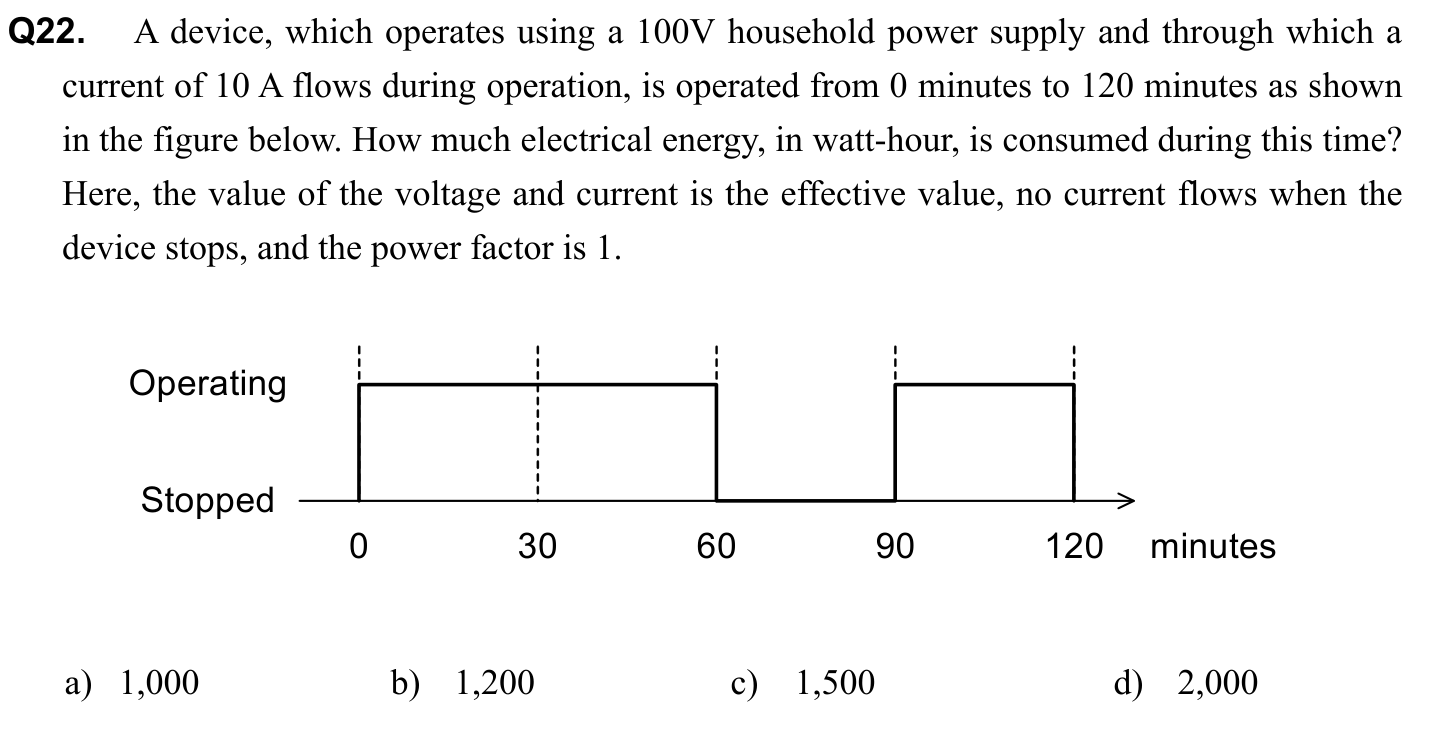 Q22. A device, which operates using a 100V household power supply and through which a
current of 10 A flows during operation, is operated from 0 minutes to 120 minutes as shown
in the figure below. How much electrical energy, in watt-hour, is consumed during this time?
Here, the value of the voltage and current is the effective value, no current flows when the
device stops, and the power factor is 1.
Operating
Stopped
0 30 60 90 120 minutes
a) 1,000 b) 1,200 c) 1,500 d) 2,000